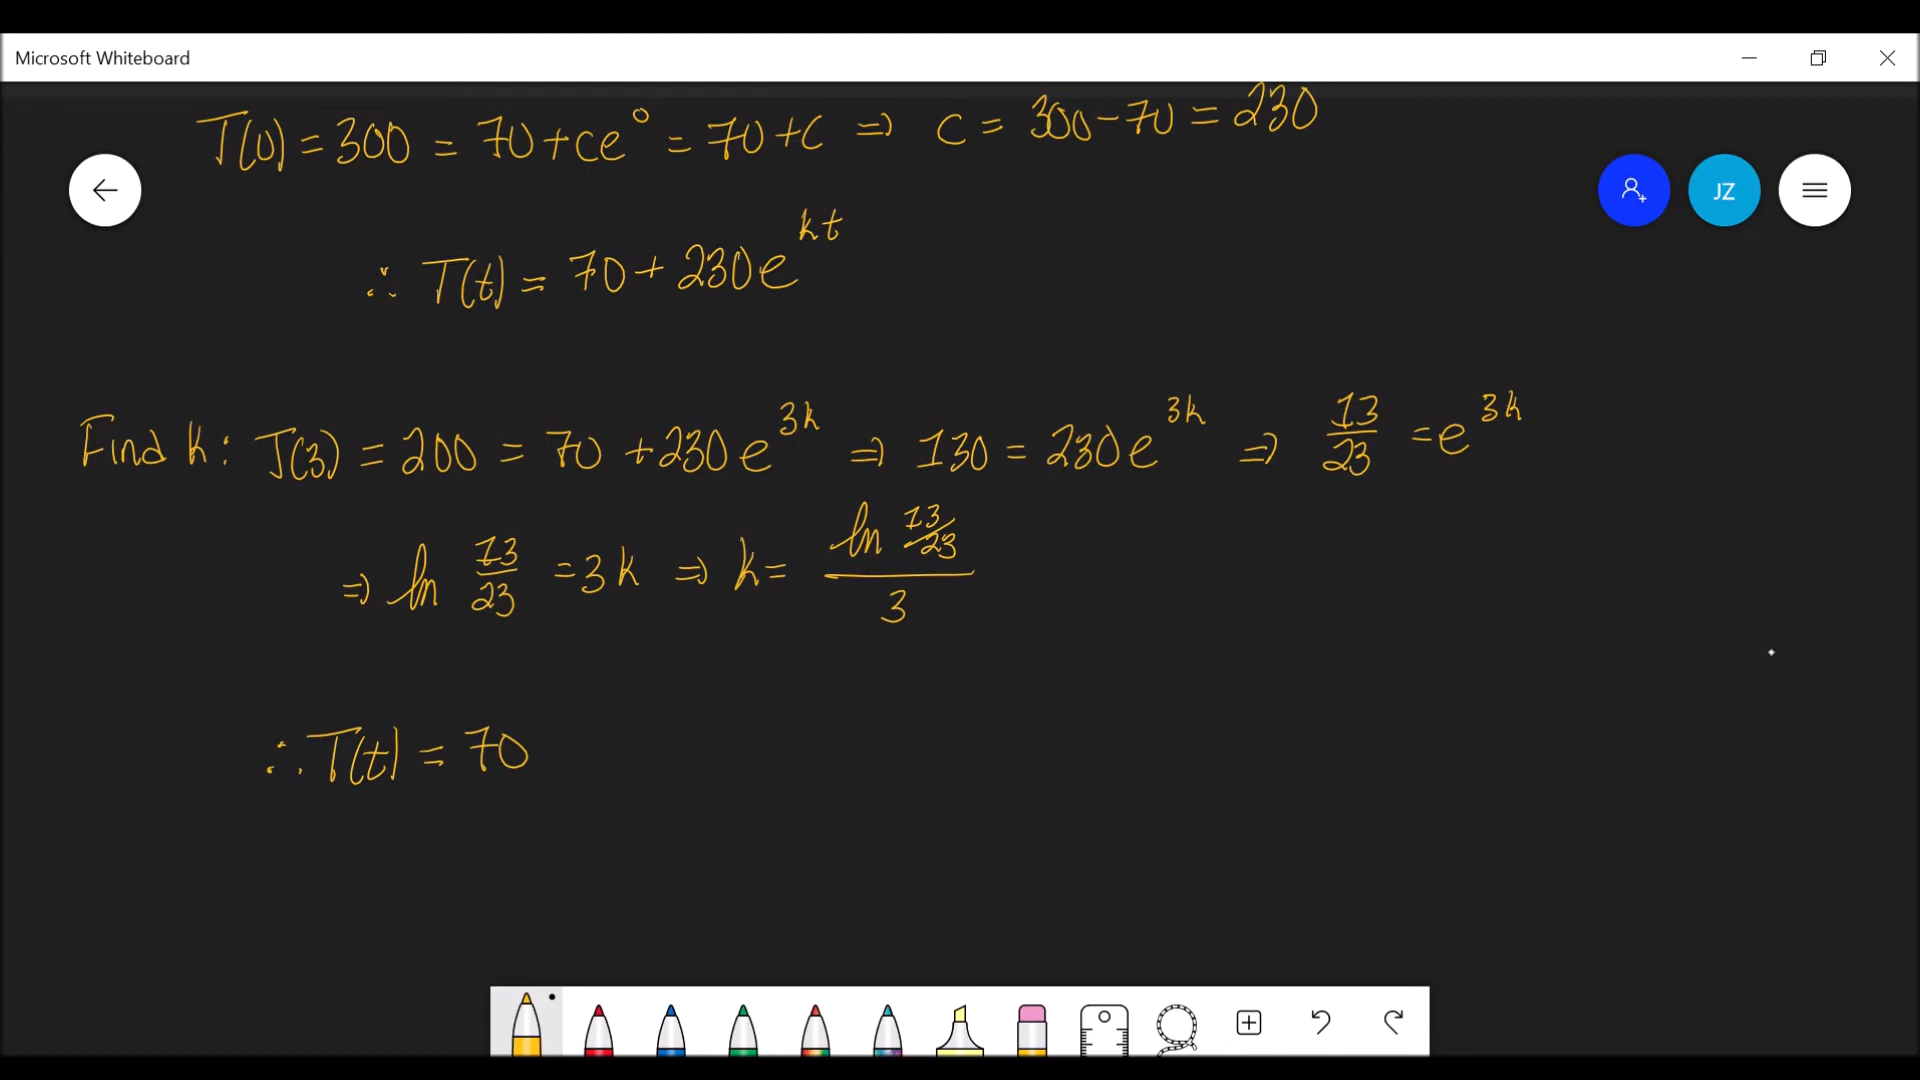 Microsoft Whiteboard
T(0) = 300 = 70 + ce⁰ = 70 + C ⇒ C = 300 - 70 = 230
JZ
∴ T(t) = 70 + 230e^{kt}
Find k: T(3) = 200 = 70 + 230e^{3k} ⇒ 130 = 230e^{3k} ⇒ 13/23 = e^{3k}
⇒ ln 13/23 = 3k ⇒ k = (ln 13/23)/3
∴ T(t) = 70